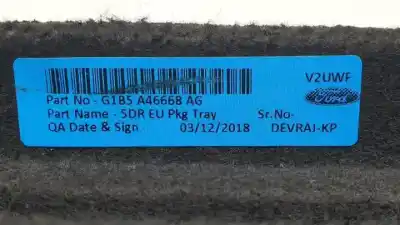 V2UWF
Ford
Part No - G1B5 A46668 AG
Part Name - 5DR EU Pkg Tray Sr.No-
QA Date & Sign 03/12/2018 DEVRAJ-KP